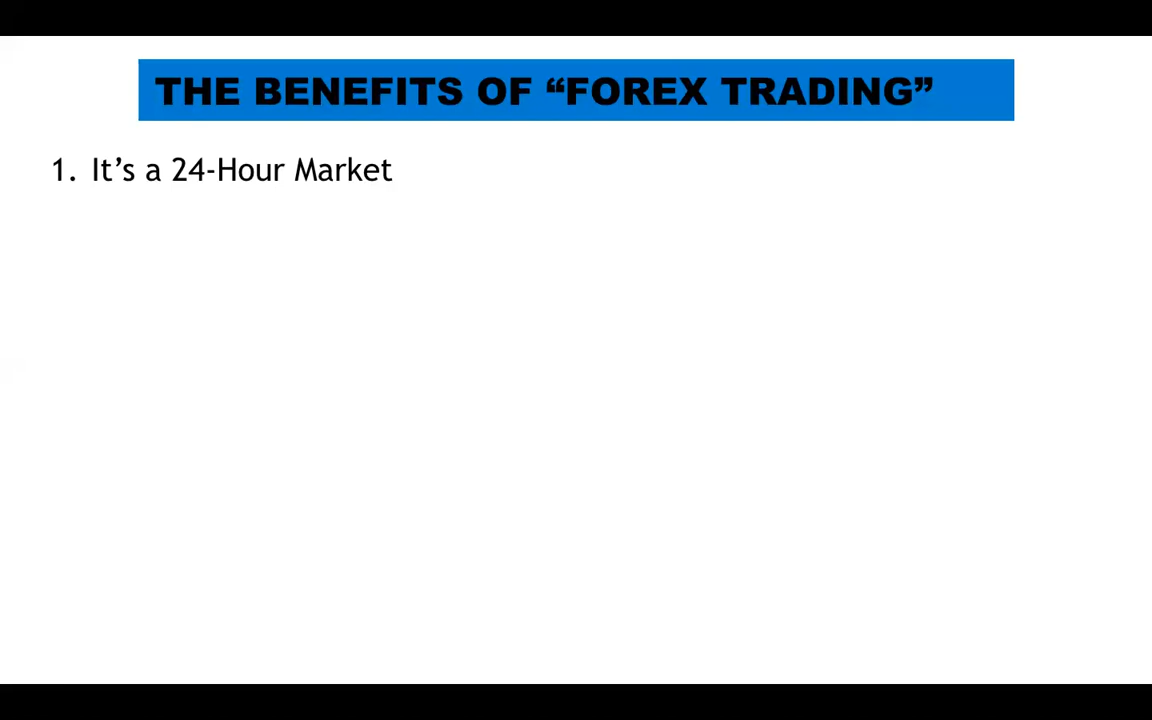 THE BENEFITS OF “FOREX TRADING”
1. It’s a 24-Hour Market